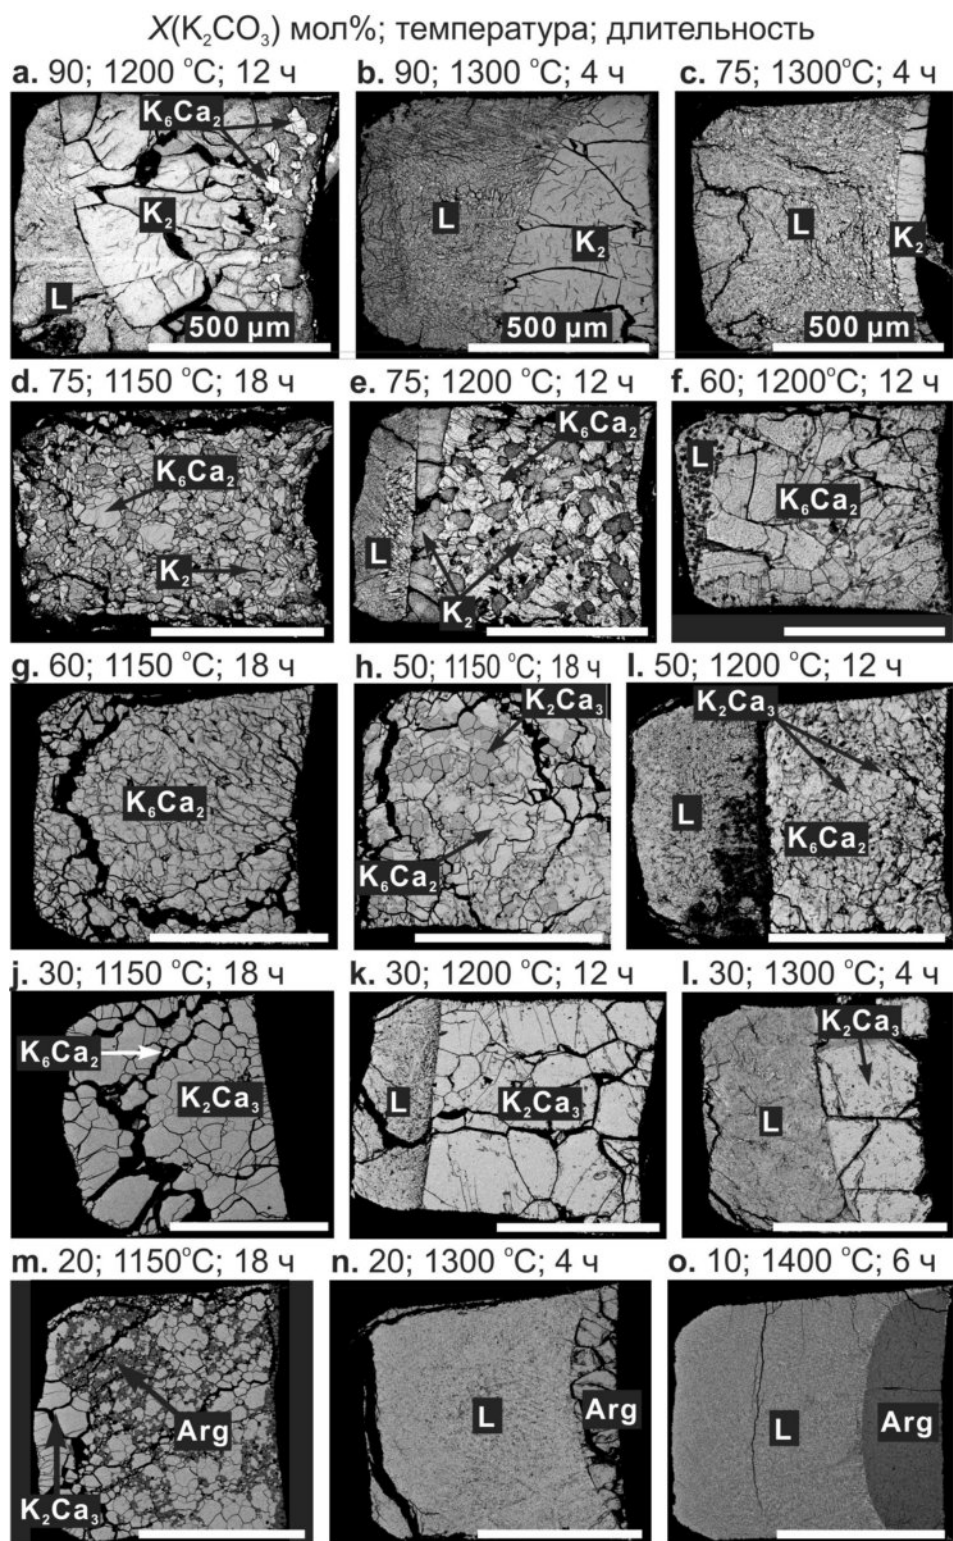 X(K₂CO₃) мол%; температура; длительность
a. 90; 1200 °C; 12 ч
b. 90; 1300 °C; 4 ч
c. 75; 1300°C; 4 ч
K₆Ca₂
K₂
L
500 µm
L
K₂
500 µm
L
K₂
500 µm
d. 75; 1150 °C; 18 ч
e. 75; 1200 °C; 12 ч
f. 60; 1200°C; 12 ч
K₆Ca₂
K₂
K₆Ca₂
L
K₂
L
K₆Ca₂
g. 60; 1150 °C; 18 ч
h. 50; 1150 °C; 18 ч
l. 50; 1200 °C; 12 ч
K₆Ca₂
K₂Ca₃
K₆Ca₂
K₂Ca₃
L
K₆Ca₂
j. 30; 1150 °C; 18 ч
k. 30; 1200 °C; 12 ч
l. 30; 1300 °C; 4 ч
K₆Ca₂
K₂Ca₃
L
K₂Ca₃
K₂Ca₃
L
m. 20; 1150°C; 18 ч
n. 20; 1300 °C; 4 ч
o. 10; 1400 °C; 6 ч
Arg
K₂Ca₃
L
Arg
L
Arg